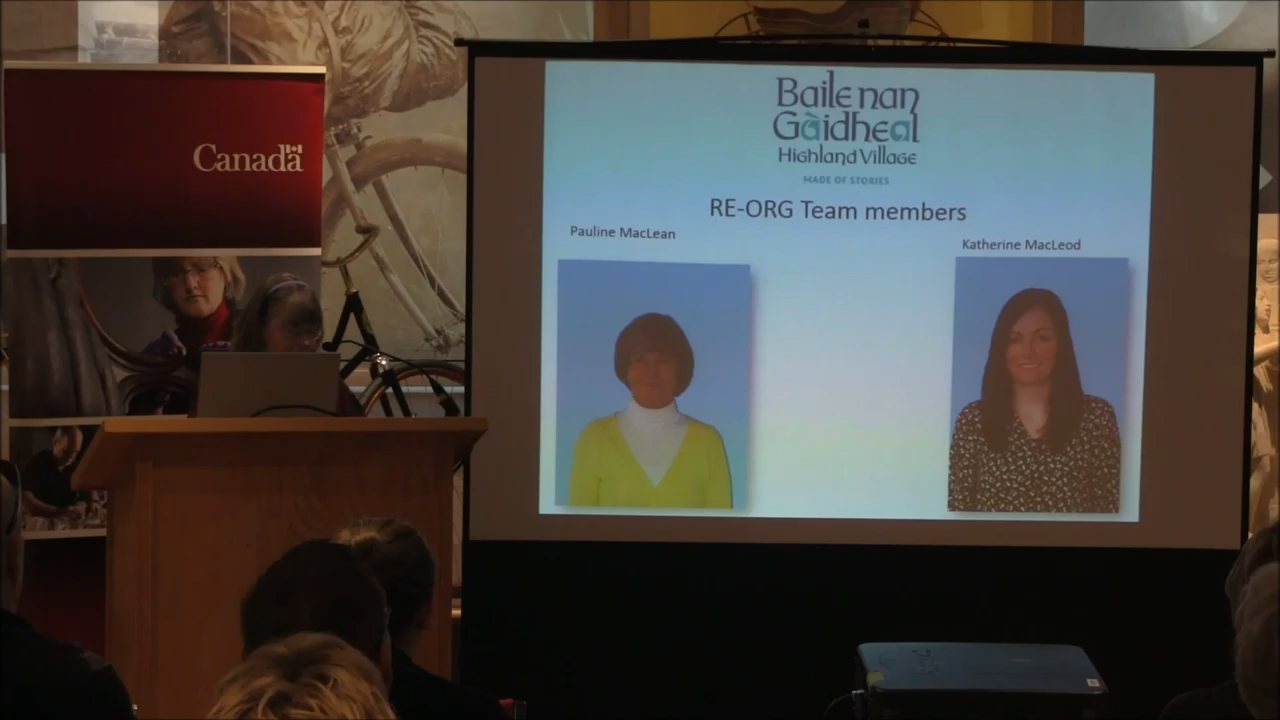 Canada
Baile nan
Gàidheal
Highland Village
MADE OF STORIES
RE-ORG Team members
Pauline MacLean
Katherine MacLeod